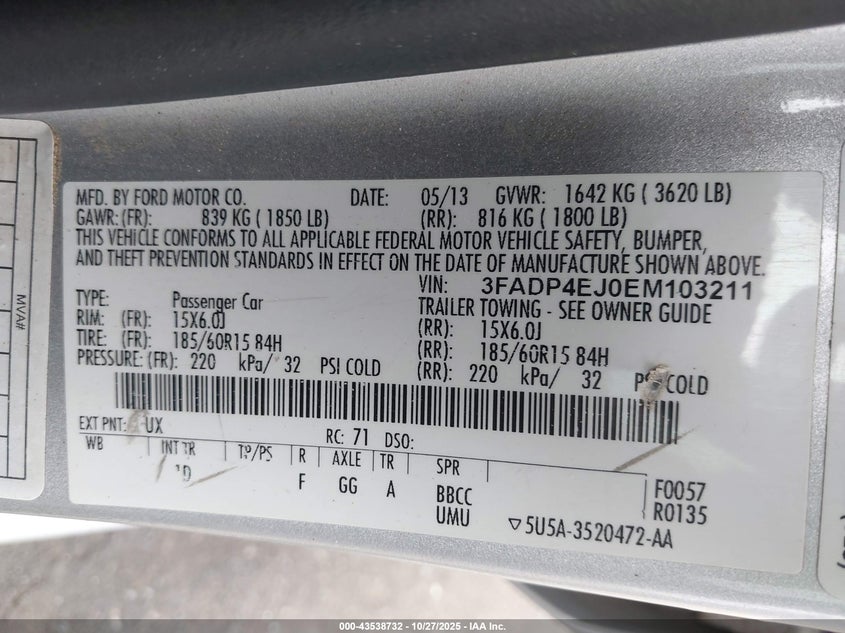 MVA#
MFD. BY FORD MOTOR CO. DATE: 05/13 GVWR: 1642 KG ( 3620 LB)
GAWR: (FR): 839 KG ( 1850 LB) (RR): 816 KG ( 1800 LB)
THIS VEHICLE CONFORMS TO ALL APPLICABLE FEDERAL MOTOR VEHICLE SAFETY, BUMPER,
AND THEFT PREVENTION STANDARDS IN EFFECT ON THE DATE OF MANUFACTURE SHOWN ABOVE.
VIN: 3FADP4EJ0EM103211
TYPE: Passenger Car TRAILER TOWING - SEE OWNER GUIDE
RIM: (FR): 15X6.0J (RR): 15X6.0J
TIRE: (FR): 185/60R15 84H (RR): 185/60R15 84H
PRESSURE: (FR): 220 kPa/ 32 PSI COLD (RR): 220 kPa/ 32 PSI COLD
EXT PNT: UX RC: 71 DSO:
WB INT TR TP/PS R AXLE TR SPR
F GG A BBCC F0057
UMU R0135
▽5U5A-3520472-AA
000-43538732 - 10/27/2025 - IAA Inc.